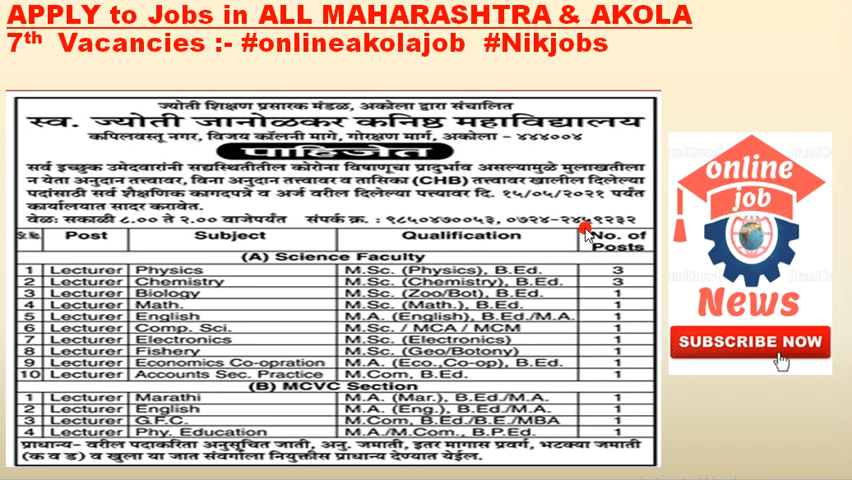 APPLY to Jobs in ALL MAHARASHTRA & AKOLA
7th Vacancies :- #onlineakolajob #Nikjobs
ज्योती शिक्षण प्रसारक मंडळ, अकोला द्वारा संचालित
स्व. ज्योती जानोळकर कनिष्ठ महाविद्यालय
कपिलवस्तू नगर, विजय कॉलनी मागे, गोरक्षण मार्ग, अकोला - ४४४००४
पाहिजेत
सर्व इच्छुक उमेदवारांनी सद्यस्थितीतील कोरोना विषाणूचा प्रादुर्भाव असल्यामुळे मुलाखतीला
न येता अनुदान तत्वावर, विना अनुदान तत्वावर व तासिका (CHB) तत्वावर खालील दिलेल्या
पदांसाठी सर्व शैक्षणिक कागदपत्रे व अर्ज वरील दिलेल्या पत्त्यावर दि. १५/०५/२०२१ पर्यंत
कार्यालयात सादर करावेत.
वेळः सकाळी ८.०० ते २.०० वाजेपर्यंत संपर्क क्र. : ९८५०४७००५३, ०७२४-२४५९२३२
Sr. No. Post Subject Qualification No. of Posts
(A) Science Faculty
1 Lecturer Physics M.Sc. (Physics), B.Ed. 3
2 Lecturer Chemistry M.Sc. (Chemistry), B.Ed. 3
3 Lecturer Biology M.Sc. (Zoo/Bot), B.Ed. 1
4 Lecturer Math. M.Sc. (Math.), B.Ed. 1
5 Lecturer English M.A. (English), B.Ed./M.A. 1
6 Lecturer Comp. Sci. M.Sc. / MCA / MCM 1
7 Lecturer Electronics M.Sc. (Electronics) 1
8 Lecturer Fishery M.Sc. (Geo/Botony) 1
9 Lecturer Economics Co-opration M.A. (Eco.,Co-op), B.Ed. 1
10 Lecturer Accounts Sec. Practice M.Com, B.Ed. 1
(B) MCVC Section
1 Lecturer Marathi M.A. (Mar.), B.Ed./M.A. 1
2 Lecturer English M.A. (Eng.), B.Ed./M.A. 1
3 Lecturer G.F.C. M.Com, B.Ed./B.E./MBA 1
4 Lecturer Phy. Education M.A./M.Com., B.P.Ed. 1
प्राधान्य- वरील पदाकरिता अनुसूचित जाती, अनु. जमाती, इतर मागास प्रवर्ग, भटक्या जमाती
(क व ड) व खुला या जात संवर्गाला नियुक्तीस प्राधान्य देण्यात येईल.
online
job
News
SUBSCRIBE NOW